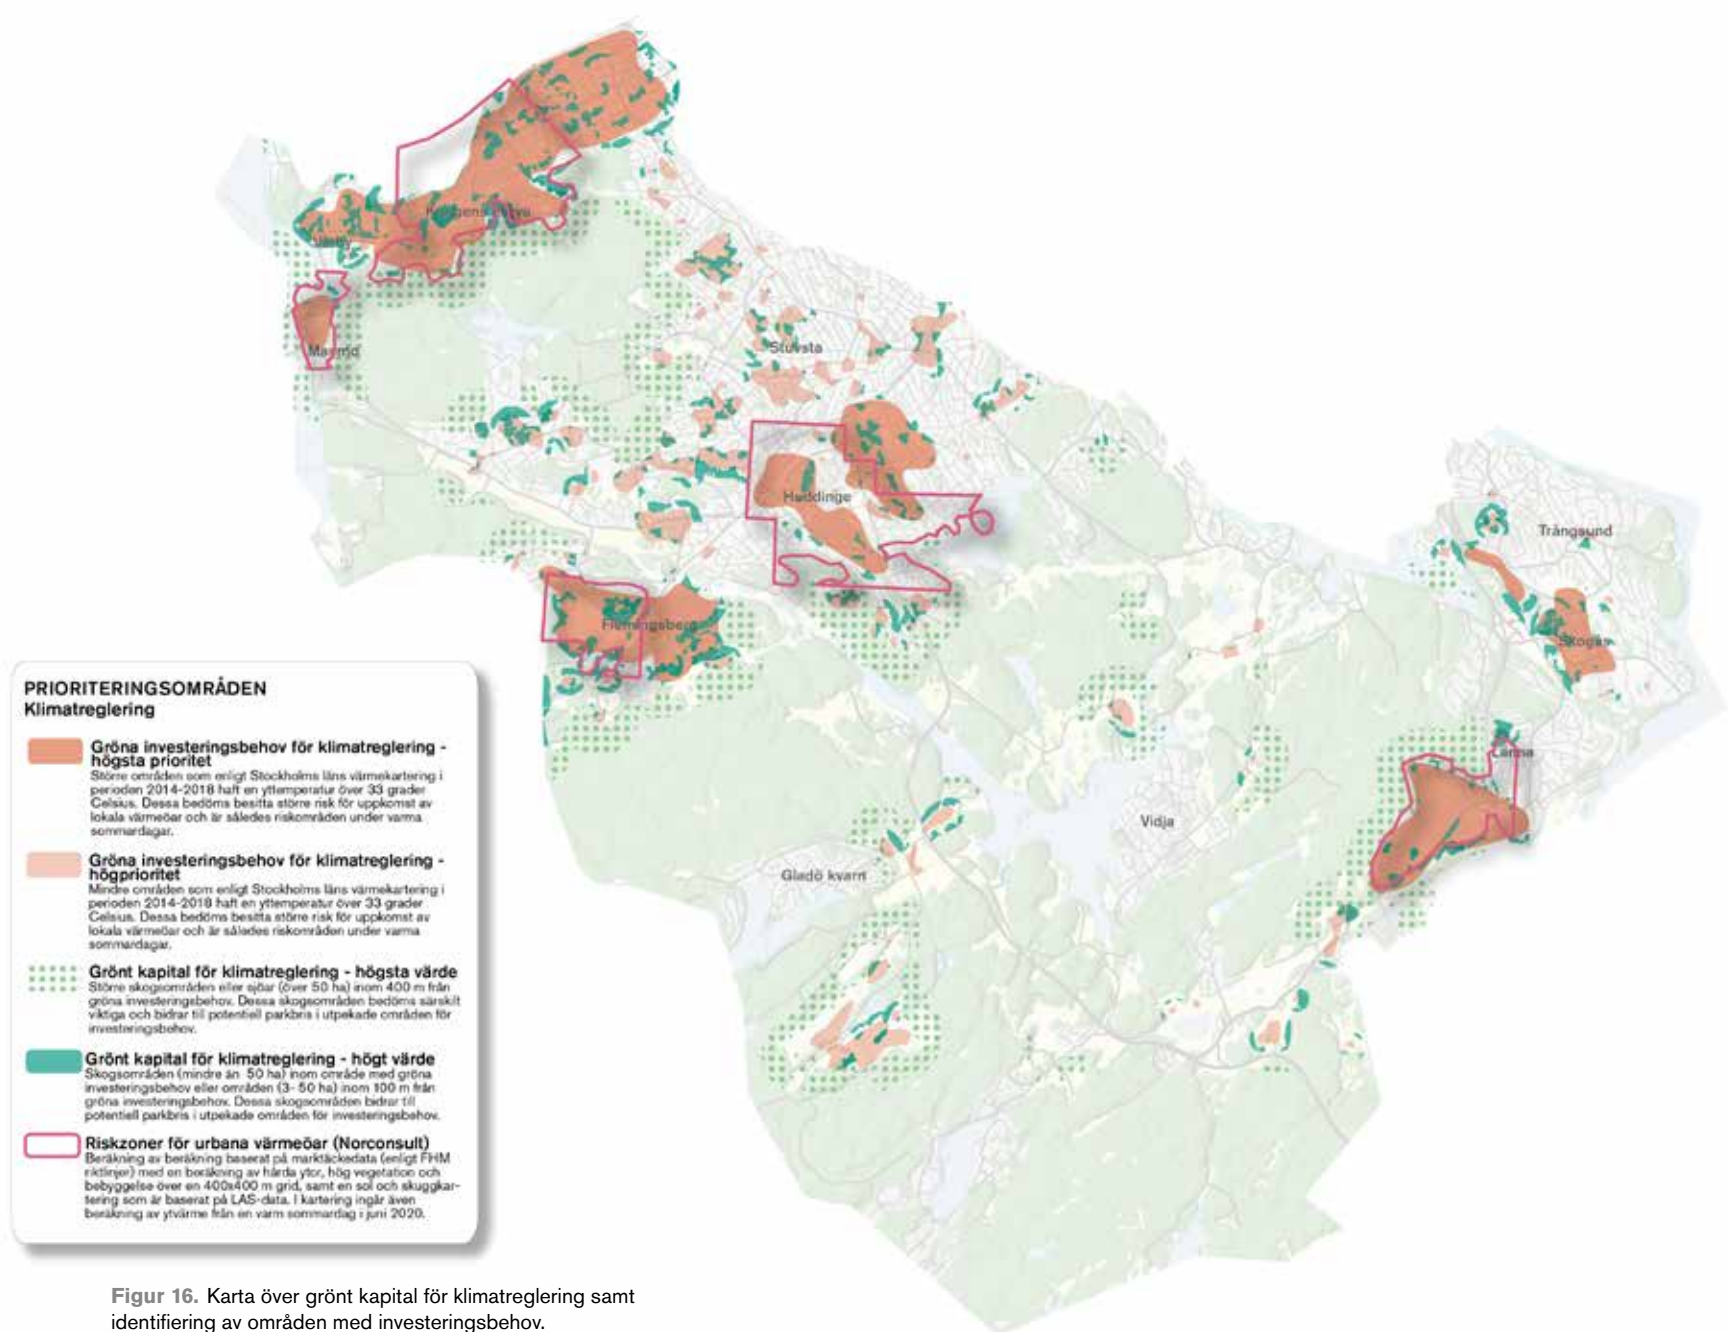 Kungens kurva
Vårby
Masmo
Stuvsta
Huddinge
Trångsund
Flemingsberg
Skogås
Länna
Vidja
Gladö kvarn
PRIORITERINGSOMRÅDEN
Klimatreglering
Gröna investeringsbehov för klimatreglering -
högsta prioritet
Större områden som enligt Stockholms läns värmekartering i
perioden 2014-2018 haft en yttemperatur över 33 grader
Celsius. Dessa bedöms besitta större risk för uppkomst av
lokala värmeöar och är således riskområden under varma
sommardagar.
Gröna investeringsbehov för klimatreglering -
högprioritet
Mindre områden som enligt Stockholms läns värmekartering i
perioden 2014-2018 haft en yttemperatur över 33 grader
Celsius. Dessa bedöms besitta större risk för uppkomst av
lokala värmeöar och är således riskområden under varma
sommardagar.
Grönt kapital för klimatreglering - högsta värde
Större skogsområden eller sjöar (över 50 ha) inom 400 m från
gröna investeringsbehov. Dessa skogsområden bedöms särskilt
viktiga och bidrar till potentiell parkbris i utpekade områden för
investeringsbehov.
Grönt kapital för klimatreglering - högt värde
Skogsområden (mindre än 50 ha) inom område med gröna
investeringsbehov eller områden (3- 50 ha) inom 100 m från
gröna investeringsbehov. Dessa skogsområden bidrar till
potentiell parkbris i utpekade områden för investeringsbehov.
Riskzoner för urbana värmeöar (Norconsult)
Beräkning av beräkning baserat på marktäckedata (enligt FHM
riktlinjer) med en beräkning av hårda ytor, hög vegetation och
bebyggelse över en 400x400 m grid, samt en sol och skuggkar-
tering som är baserat på LAS-data. I kartering ingår även
beräkning av ytvärme från en varm sommardag i juni 2020.
Figur 16. Karta över grönt kapital för klimatreglering samt
identifiering av områden med investeringsbehov.